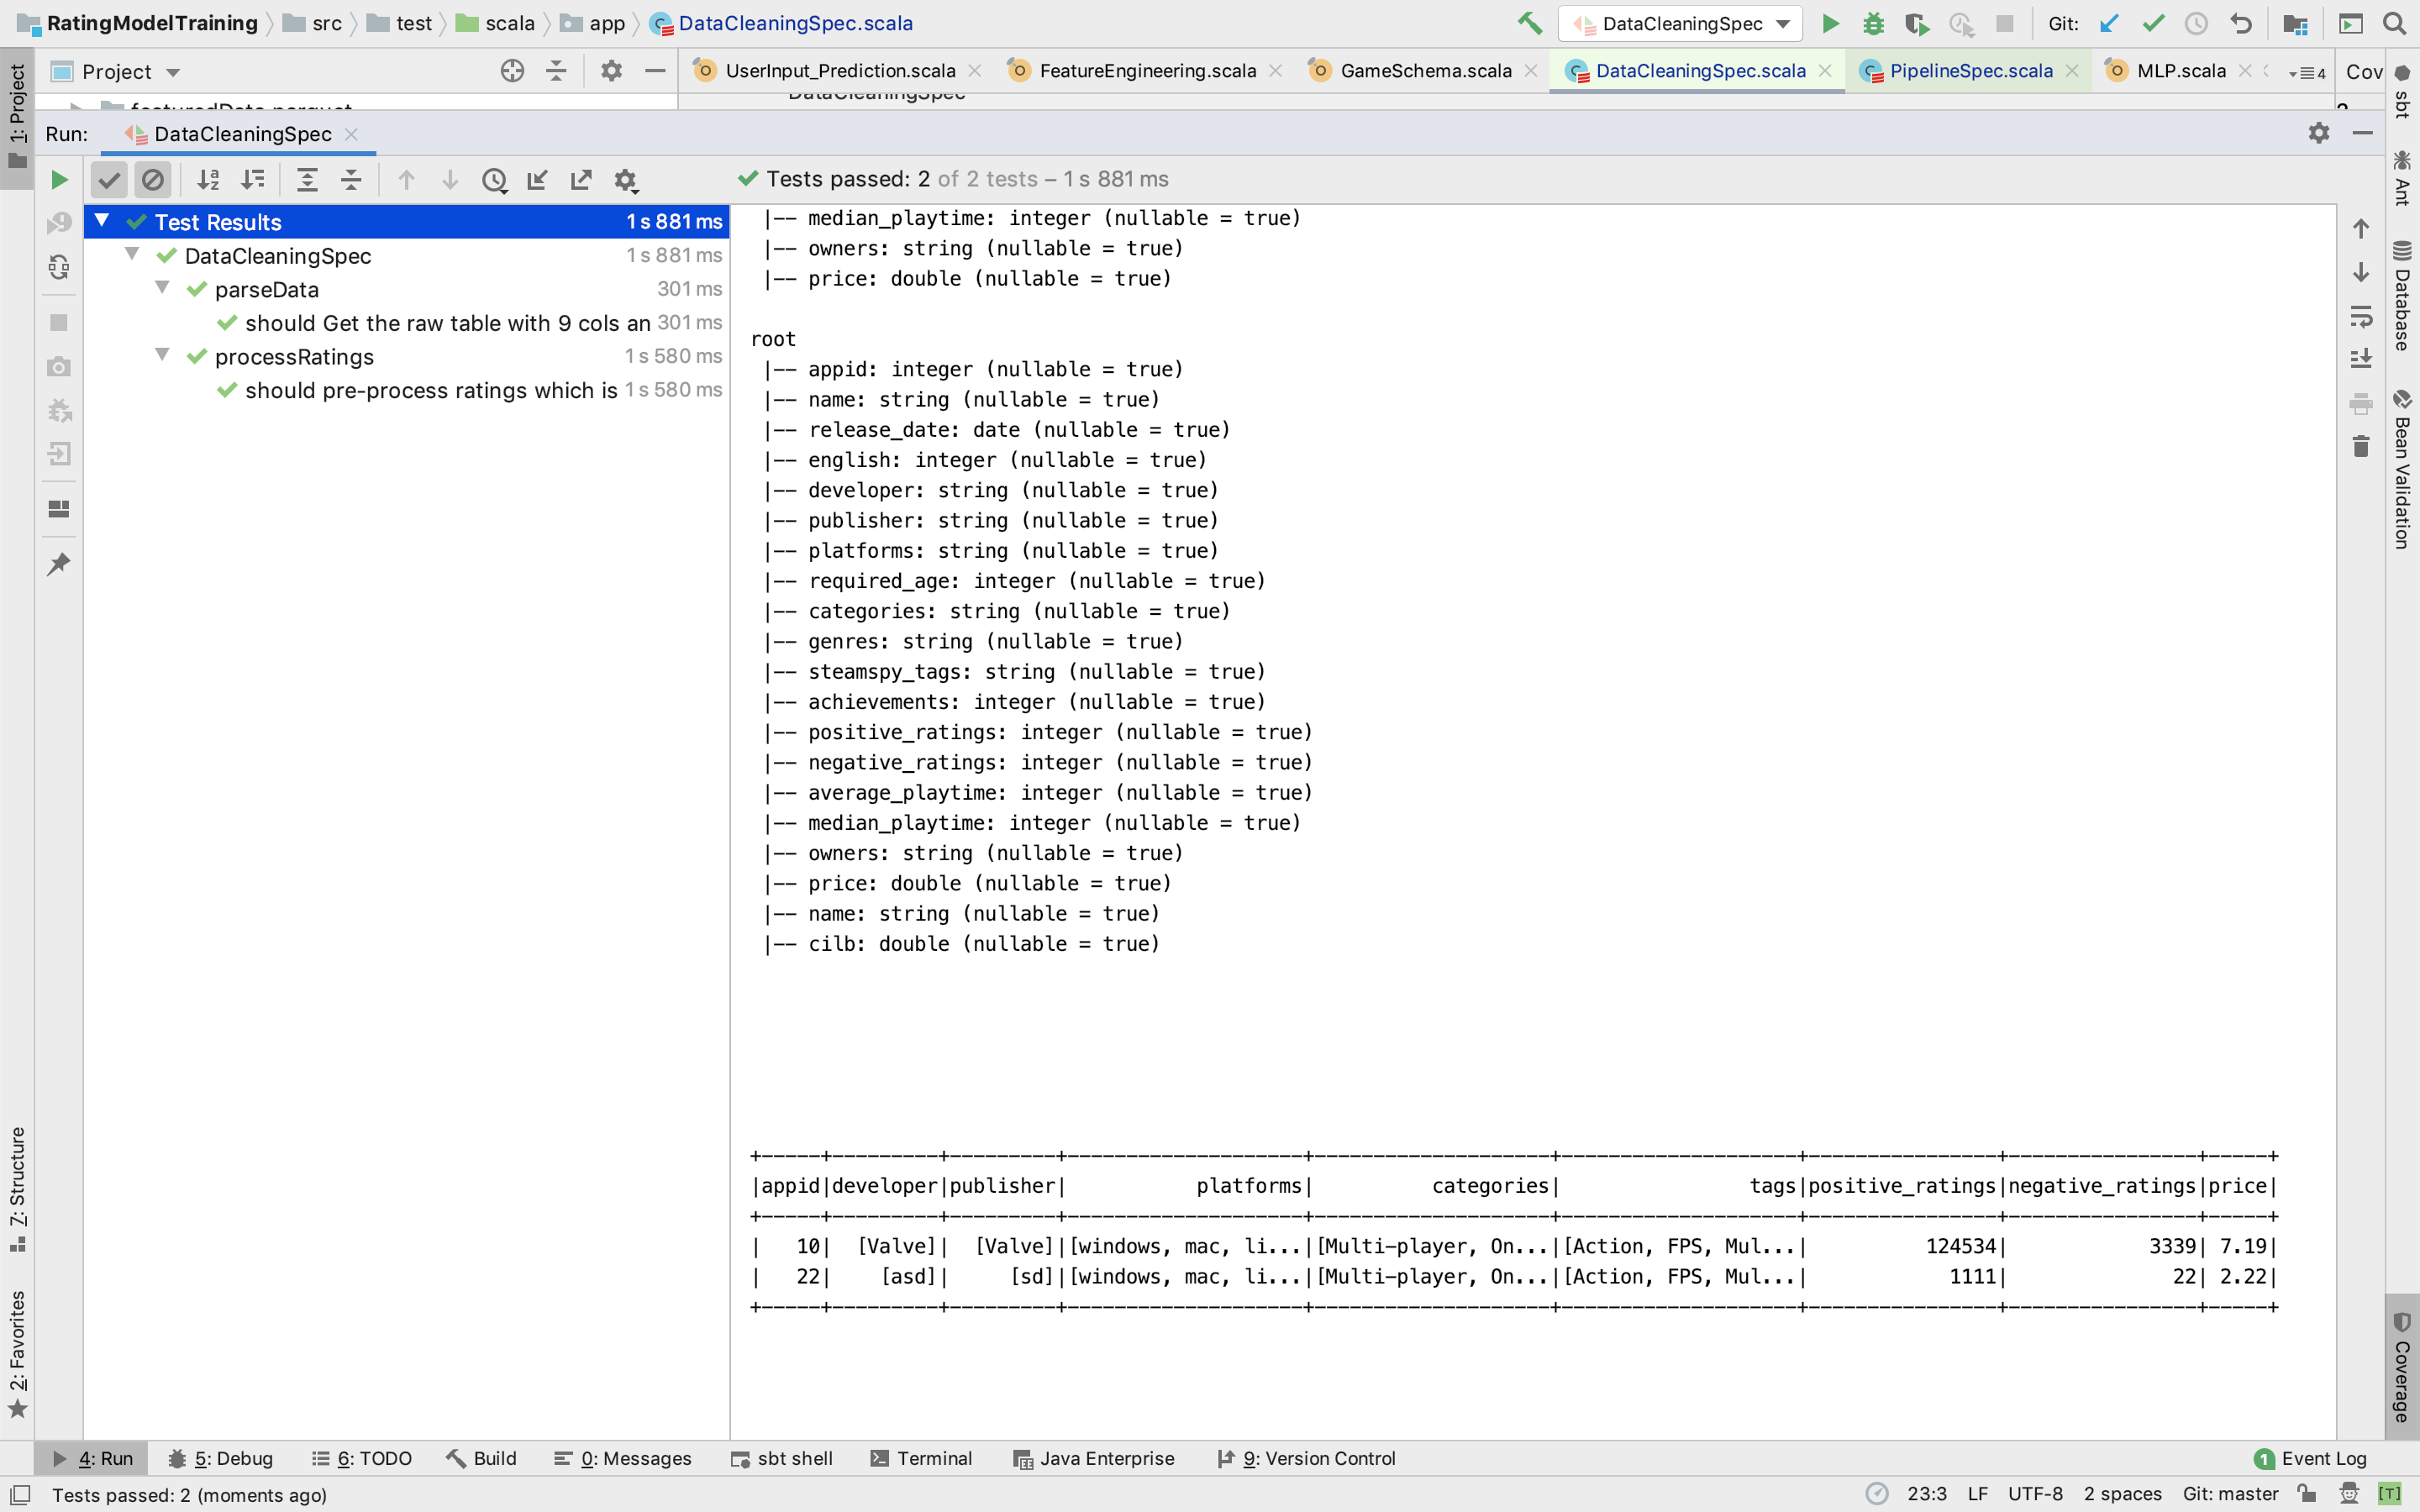 RatingModelTraining src test scala app DataCleaningSpec.scala DataCleaningSpec Git:
Project UserInput_Prediction.scala FeatureEngineering.scala GameSchema.scala DataCleaningSpec.scala PipelineSpec.scala MLP.scala 4 Cov
featuredData.parquet DataCleaningSpec
Run: DataCleaningSpec
Tests passed: 2 of 2 tests – 1 s 881 ms
Test Results 1 s 881 ms
DataCleaningSpec 1 s 881 ms
parseData 301 ms
should Get the raw table with 9 cols an 301 ms
processRatings 1 s 580 ms
should pre-process ratings which is 1 s 580 ms
|-- median_playtime: integer (nullable = true)
|-- owners: string (nullable = true)
|-- price: double (nullable = true)
root
|-- appid: integer (nullable = true)
|-- name: string (nullable = true)
|-- release_date: date (nullable = true)
|-- english: integer (nullable = true)
|-- developer: string (nullable = true)
|-- publisher: string (nullable = true)
|-- platforms: string (nullable = true)
|-- required_age: integer (nullable = true)
|-- categories: string (nullable = true)
|-- genres: string (nullable = true)
|-- steamspy_tags: string (nullable = true)
|-- achievements: integer (nullable = true)
|-- positive_ratings: integer (nullable = true)
|-- negative_ratings: integer (nullable = true)
|-- average_playtime: integer (nullable = true)
|-- median_playtime: integer (nullable = true)
|-- owners: string (nullable = true)
|-- price: double (nullable = true)
|-- name: string (nullable = true)
|-- cilb: double (nullable = true)
+-----+---------+---------+--------------------+--------------------+--------------------+----------------+----------------+-----+
|appid|developer|publisher|           platforms|          categories|                tags|positive_ratings|negative_ratings|price|
+-----+---------+---------+--------------------+--------------------+--------------------+----------------+----------------+-----+
|   10|  [Valve]|  [Valve]|[windows, mac, li...|[Multi-player, On...|[Action, FPS, Mul...|          124534|            3339| 7.19|
|   22|    [asd]|     [sd]|[windows, mac, li...|[Multi-player, On...|[Action, FPS, Mul...|            1111|              22| 2.22|
+-----+---------+---------+--------------------+--------------------+--------------------+----------------+----------------+-----+
1: Project
7: Structure
2: Favorites
sbt
Ant
Database
Bean Validation
Coverage
4: Run 5: Debug 6: TODO Build 0: Messages sbt shell Terminal Java Enterprise 9: Version Control 1 Event Log
Tests passed: 2 (moments ago) 23:3 LF UTF-8 2 spaces Git: master [T]